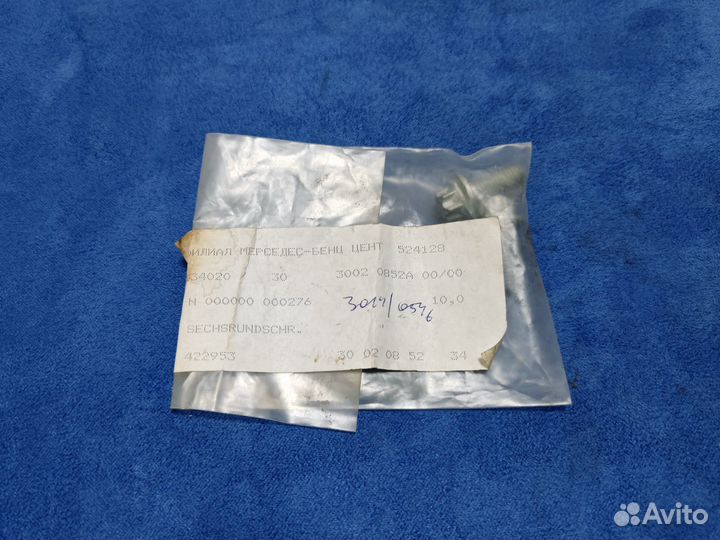 ФИЛИАЛ МЕРСЕДЕС-БЕНЦ ЦЕНТ 524128
34020 30 3002 0852A 00/00
N 000000 000276 3014/0546 10,0
SECHSRUNDSCHR.
422953 30 02 08 52 34
Avito